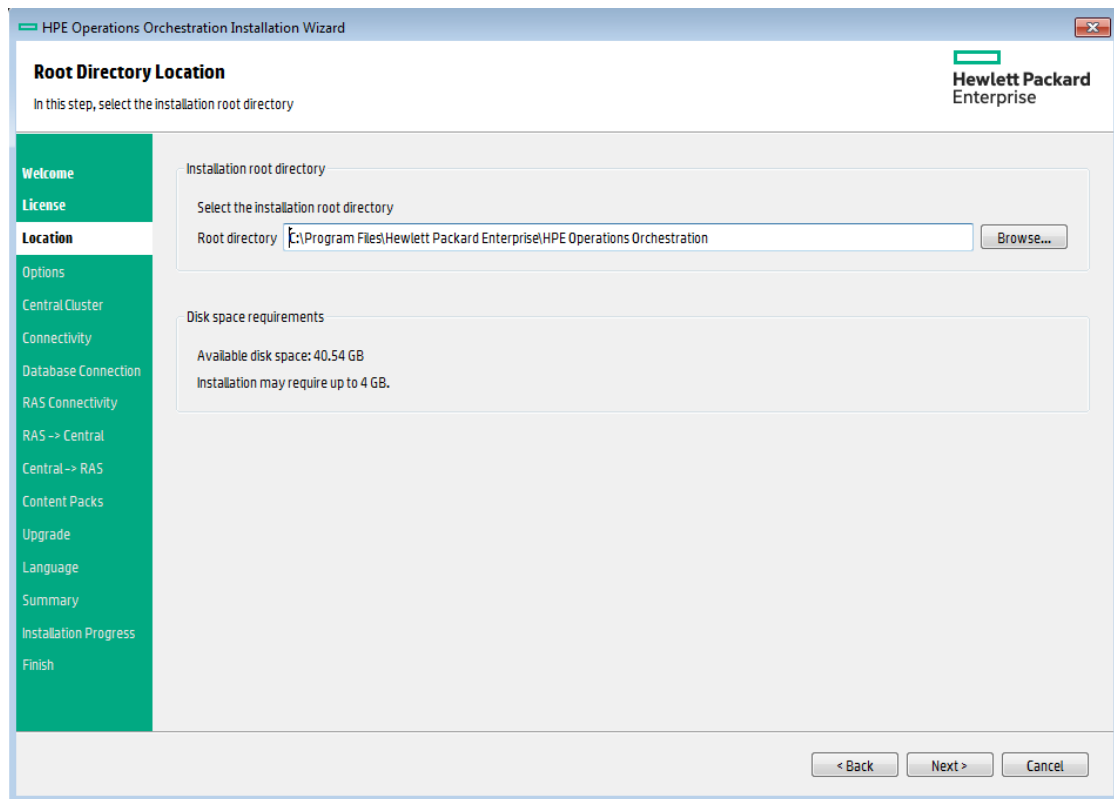 HPE Operations Orchestration Installation Wizard
Root Directory Location
In this step, select the installation root directory
Hewlett Packard
Enterprise
Welcome
License
Location
Options
Central Cluster
Connectivity
Database Connection
RAS Connectivity
RAS -> Central
Central -> RAS
Content Packs
Upgrade
Language
Summary
Installation Progress
Finish
Installation root directory
Select the installation root directory
Root directory C:\Program Files\Hewlett Packard Enterprise\HPE Operations Orchestration Browse...
Disk space requirements
Available disk space: 40.54 GB
Installation may require up to 4 GB.
< Back Next > Cancel